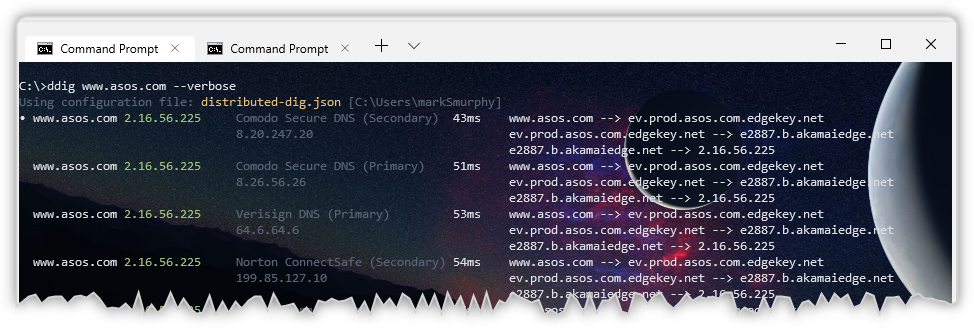 Command Prompt
Command Prompt
C:\>ddig www.asos.com --verbose
Using configuration file: distributed-dig.json [C:\Users\markSmurphy]
• www.asos.com 2.16.56.225 Comodo Secure DNS (Secondary) 43ms www.asos.com --> ev.prod.asos.com.edgekey.net
8.20.247.20 ev.prod.asos.com.edgekey.net --> e2887.b.akamaiedge.net
e2887.b.akamaiedge.net --> 2.16.56.225
www.asos.com 2.16.56.225 Comodo Secure DNS (Primary) 51ms www.asos.com --> ev.prod.asos.com.edgekey.net
8.26.56.26 ev.prod.asos.com.edgekey.net --> e2887.b.akamaiedge.net
e2887.b.akamaiedge.net --> 2.16.56.225
www.asos.com 2.16.56.225 Verisign DNS (Primary) 53ms www.asos.com --> ev.prod.asos.com.edgekey.net
64.6.64.6 ev.prod.asos.com.edgekey.net --> e2887.b.akamaiedge.net
e2887.b.akamaiedge.net --> 2.16.56.225
www.asos.com 2.16.56.225 Norton ConnectSafe (Secondary) 54ms www.asos.com --> ev.prod.asos.com.edgekey.net
199.85.127.10 ev.prod.asos.com.edgekey.net --> e2887.b.akamaiedge.net
e2887.b.akamaiedge.net --> 2.16.56.225